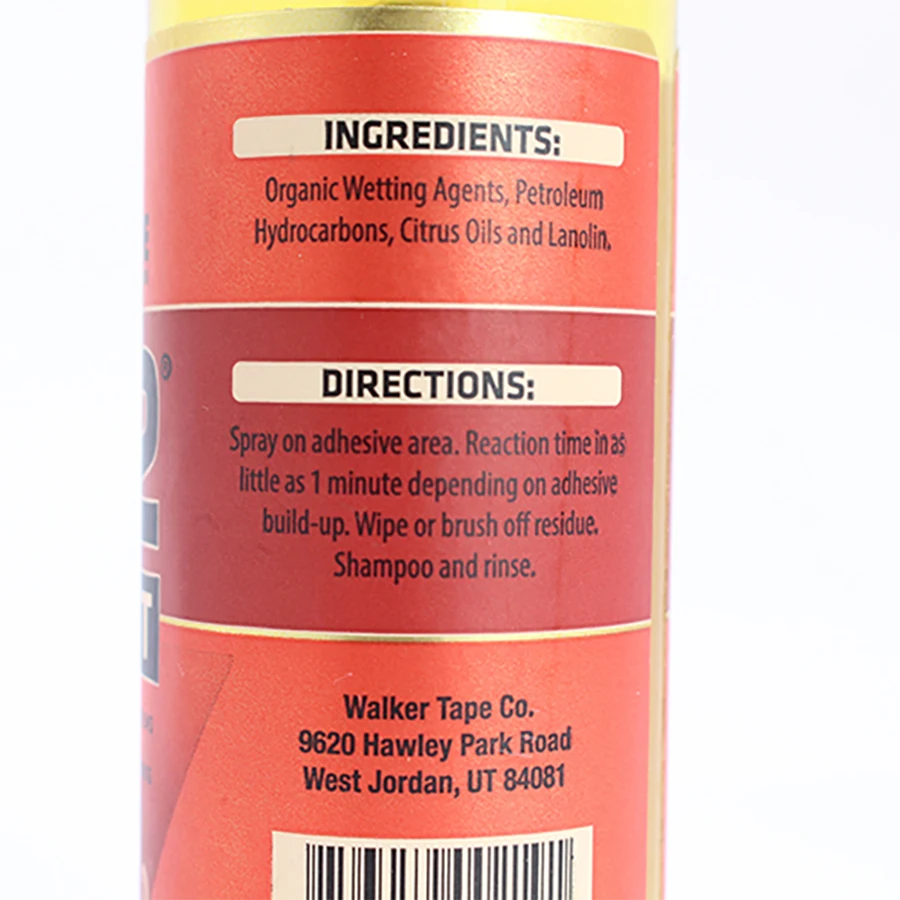 INGREDIENTS:
Organic Wetting Agents, Petroleum
Hydrocarbons, Citrus Oils and Lanolin.
DIRECTIONS:
Spray on adhesive area. Reaction time in as
little as 1 minute depending on adhesive
build-up. Wipe or brush off residue.
Shampoo and rinse.
Walker Tape Co.
9620 Hawley Park Road
West Jordan, UT 84081